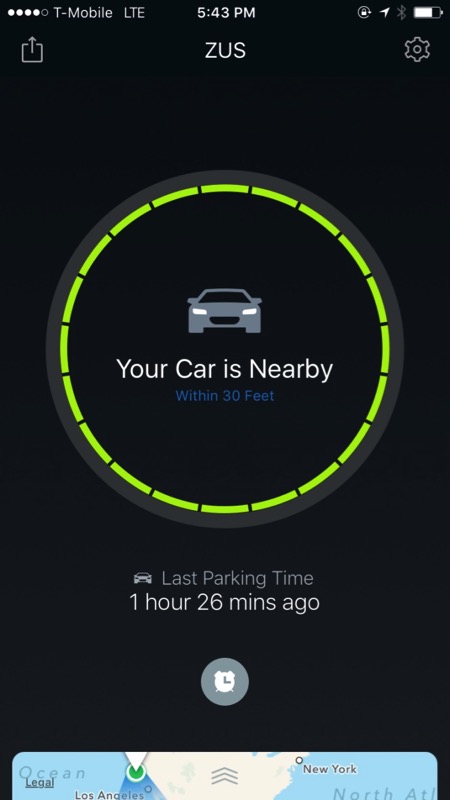 T-Mobile LTE 5:43 PM
ZUS
Your Car is Nearby
Within 30 Feet
Last Parking Time
1 hour 26 mins ago
Ocean
New York
Legal
Los Angeles
North Atl